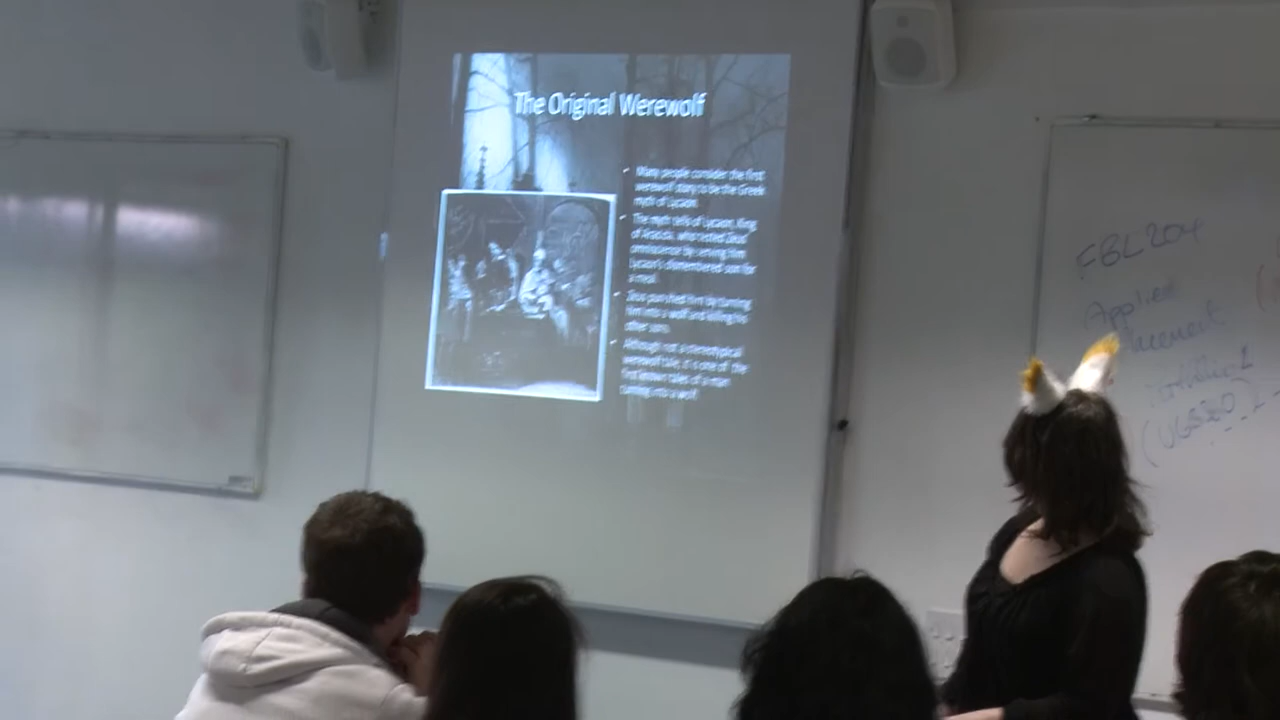 The Original Werewolf
Many people consider the first
werewolf story to be the Greek
myth of Lycaon.
The myth tells of Lycaon, King
of Arcadia, who tested Zeus'
omniscience by serving him
Lycaon's dismembered son for
a meal.
Zeus punished him by turning
him into a wolf and killing his
other sons.
Although not a stereotypical
werewolf tale, it is one of the
first known tales of a man
turning into a wolf.
FBL204
Applied